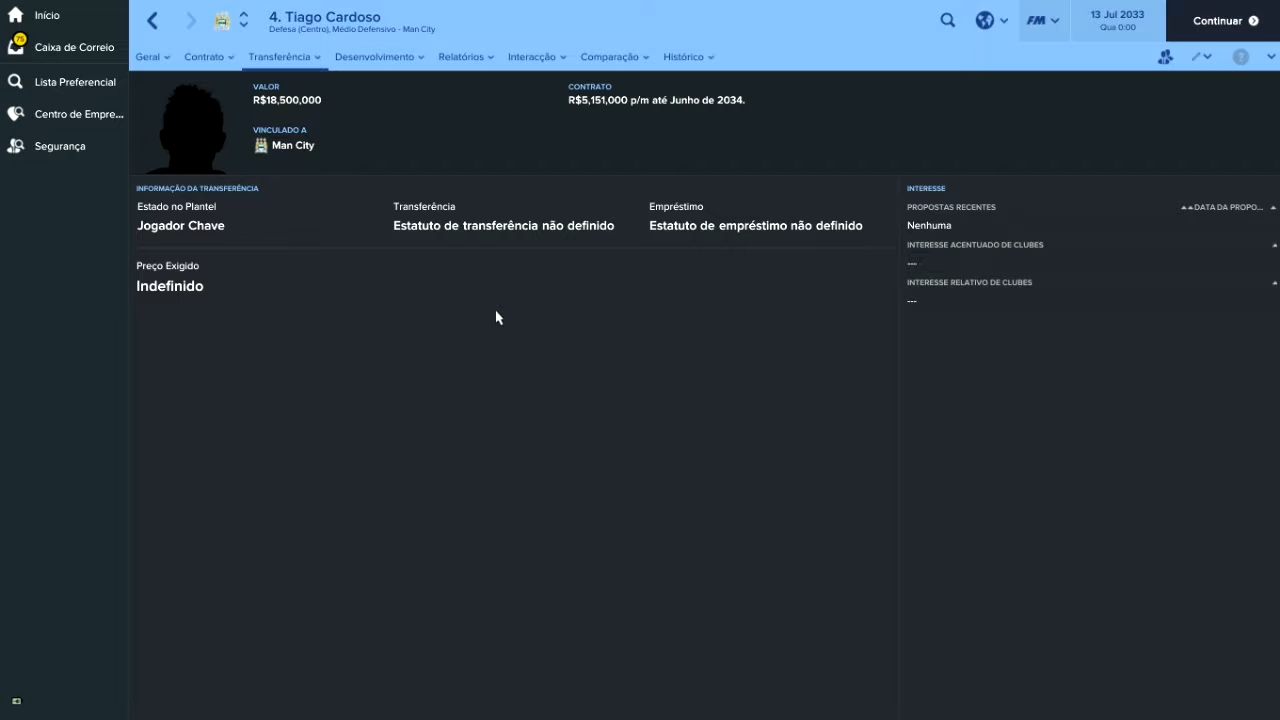 Início
75
Caixa de Correio
Lista Preferencial
Centro de Empre...
Segurança
4. Tiago Cardoso
Defesa (Centro), Médio Defensivo - Man City
FM
13 Jul 2033
Qua 0:00
Continuar
Geral
Contrato
Transferência
Desenvolvimento
Relatórios
Interacção
Comparação
Histórico
?
VALOR
R$18,500,000
CONTRATO
R$5,151,000 p/m até Junho de 2034.
VINCULADO A
Man City
INFORMAÇÃO DA TRANSFERÊNCIA
Estado no Plantel
Jogador Chave
Transferência
Estatuto de transferência não definido
Empréstimo
Estatuto de empréstimo não definido
Preço Exigido
Indefinido
INTERESSE
PROPOSTAS RECENTES
DATA DA PROPO...
Nenhuma
INTERESSE ACENTUADO DE CLUBES
---
INTERESSE RELATIVO DE CLUBES
---